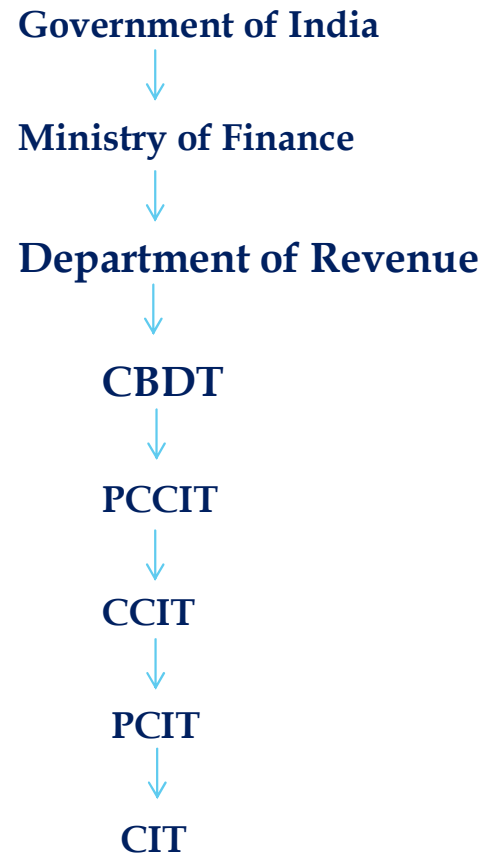 Government of India
Ministry of Finance
Department of Revenue
CBDT
PCCIT
CCIT
PCIT
CIT